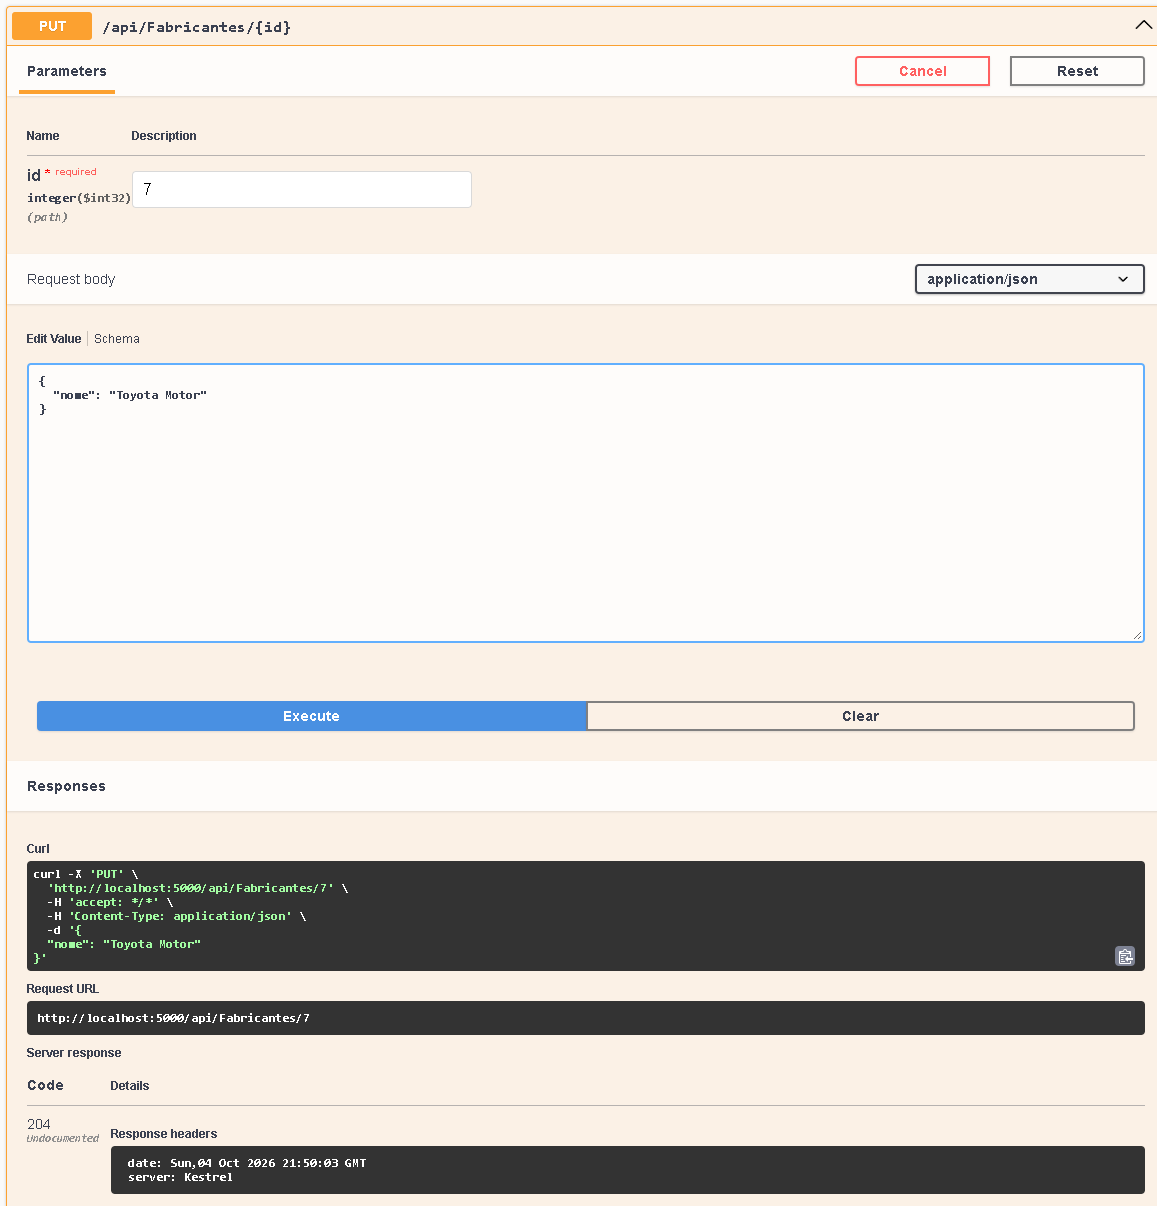 PUT /api/Fabricantes/{id}
Parameters
Cancel
Reset
Name Description
id * required
integer($int32)
(path)
7
Request body
application/json
Edit Value Schema
{
"nome": "Toyota Motor"
}
Execute
Clear
Responses
Curl
curl -X 'PUT' \
'http://localhost:5000/api/Fabricantes/7' \
-H 'accept: */*' \
-H 'Content-Type: application/json' \
-d '{
"nome": "Toyota Motor"
}'
Request URL
http://localhost:5000/api/Fabricantes/7
Server response
Code Details
204
Undocumented
Response headers
date: Sun,04 Oct 2026 21:50:03 GMT
server: Kestrel